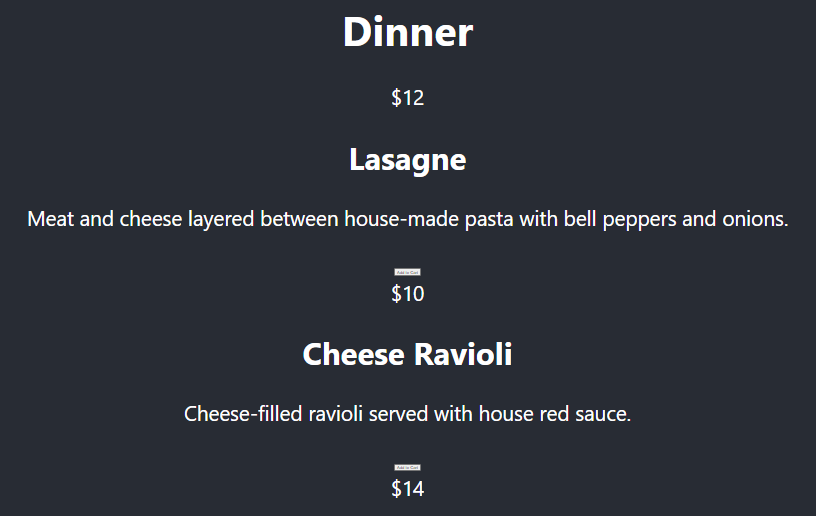 Dinner
$12
Lasagne
Meat and cheese layered between house-made pasta with bell peppers and onions.
Add to Cart
$10
Cheese Ravioli
Cheese-filled ravioli served with house red sauce.
Add to Cart
$14